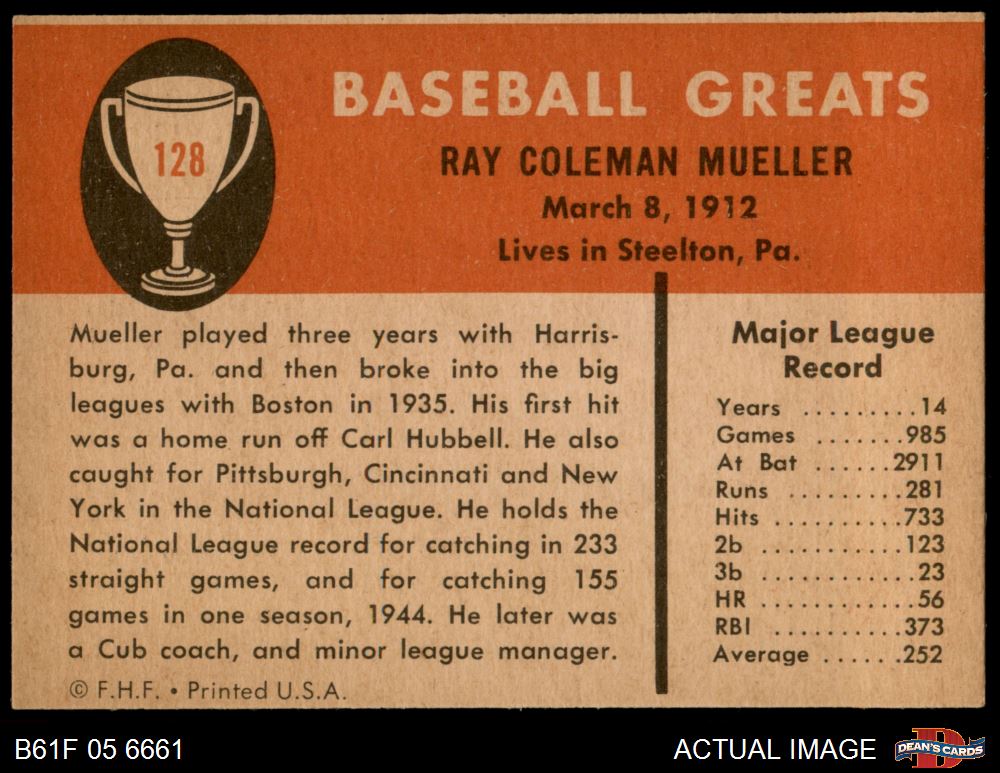 128
BASEBALL GREATS
RAY COLEMAN MUELLER
March 8, 1912
Lives in Steelton, Pa.
Mueller played three years with Harris-
burg, Pa. and then broke into the big
leagues with Boston in 1935. His first hit
was a home run off Carl Hubbell. He also
caught for Pittsburgh, Cincinnati and New
York in the National League. He holds the
National League record for catching in 233
straight games, and for catching 155
games in one season, 1944. He later was
a Cub coach, and minor league manager.
© F.H.F. • Printed U.S.A.
Major League
Record
Years .........14
Games .......985
At Bat ......2911
Runs .........281
Hits ..........733
2b ...........123
3b ............23
HR ............56
RBI ..........373
Average ......252
B61F 05 6661
ACTUAL IMAGE
D
DEAN'S CARDS